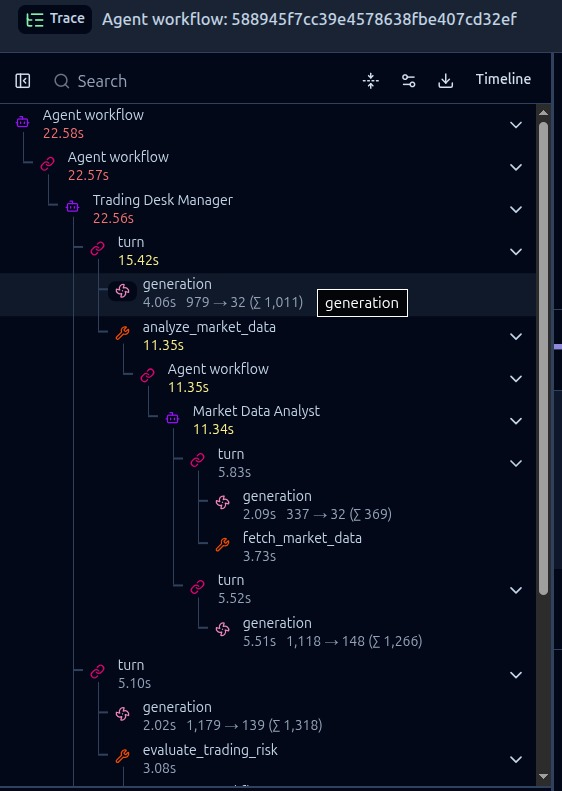 Trace
Agent workflow: 588945f7cc39e4578638fbe407cd32ef
Search
Timeline
Agent workflow
22.58s
Agent workflow
22.57s
Trading Desk Manager
22.56s
turn
15.42s
generation
4.06s 979 → 32 (∑ 1,011)
generation
analyze_market_data
11.35s
Agent workflow
11.35s
Market Data Analyst
11.34s
turn
5.83s
generation
2.09s 337 → 32 (∑ 369)
fetch_market_data
3.73s
turn
5.52s
generation
5.51s 1,118 → 148 (∑ 1,266)
turn
5.10s
generation
2.02s 1,179 → 139 (∑ 1,318)
evaluate_trading_risk
3.08s